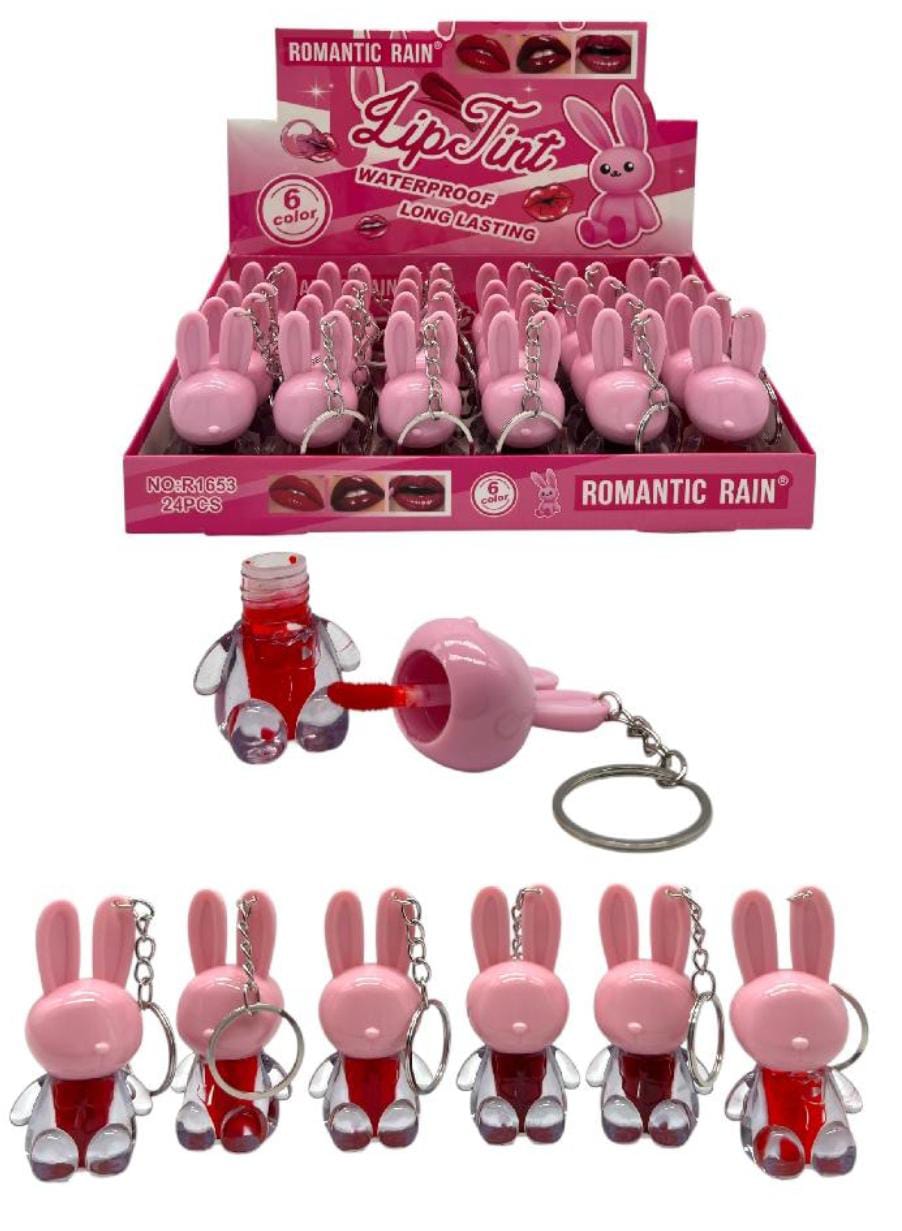 ROMANTIC RAIN®
Lip Tint
WATERPROOF
LONG LASTING
6
color
NO:R1653
24PCS
6
color
ROMANTIC RAIN®